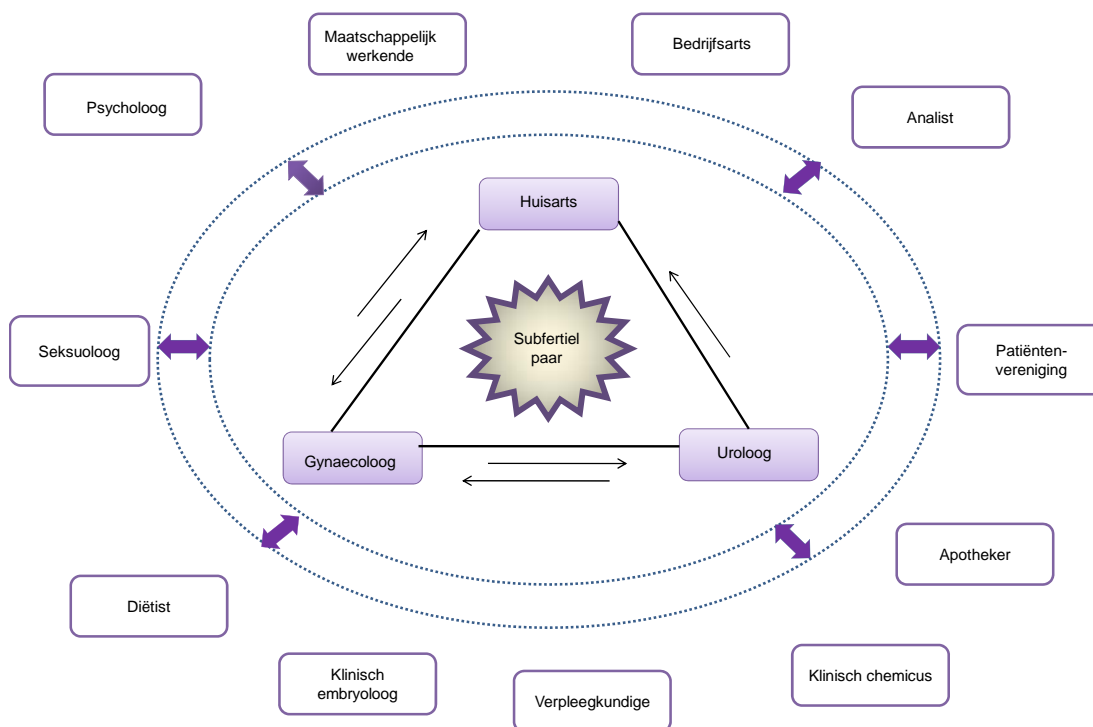 Maatschappelijk
werkende
Bedrijfsarts
Psycholoog
Analist
Huisarts
Seksuoloog
Subfertiel
paar
Patiënten-
vereniging
Gynaecoloog
Uroloog
Apotheker
Diëtist
Klinisch
embryoloog
Verpleegkundige
Klinisch chemicus